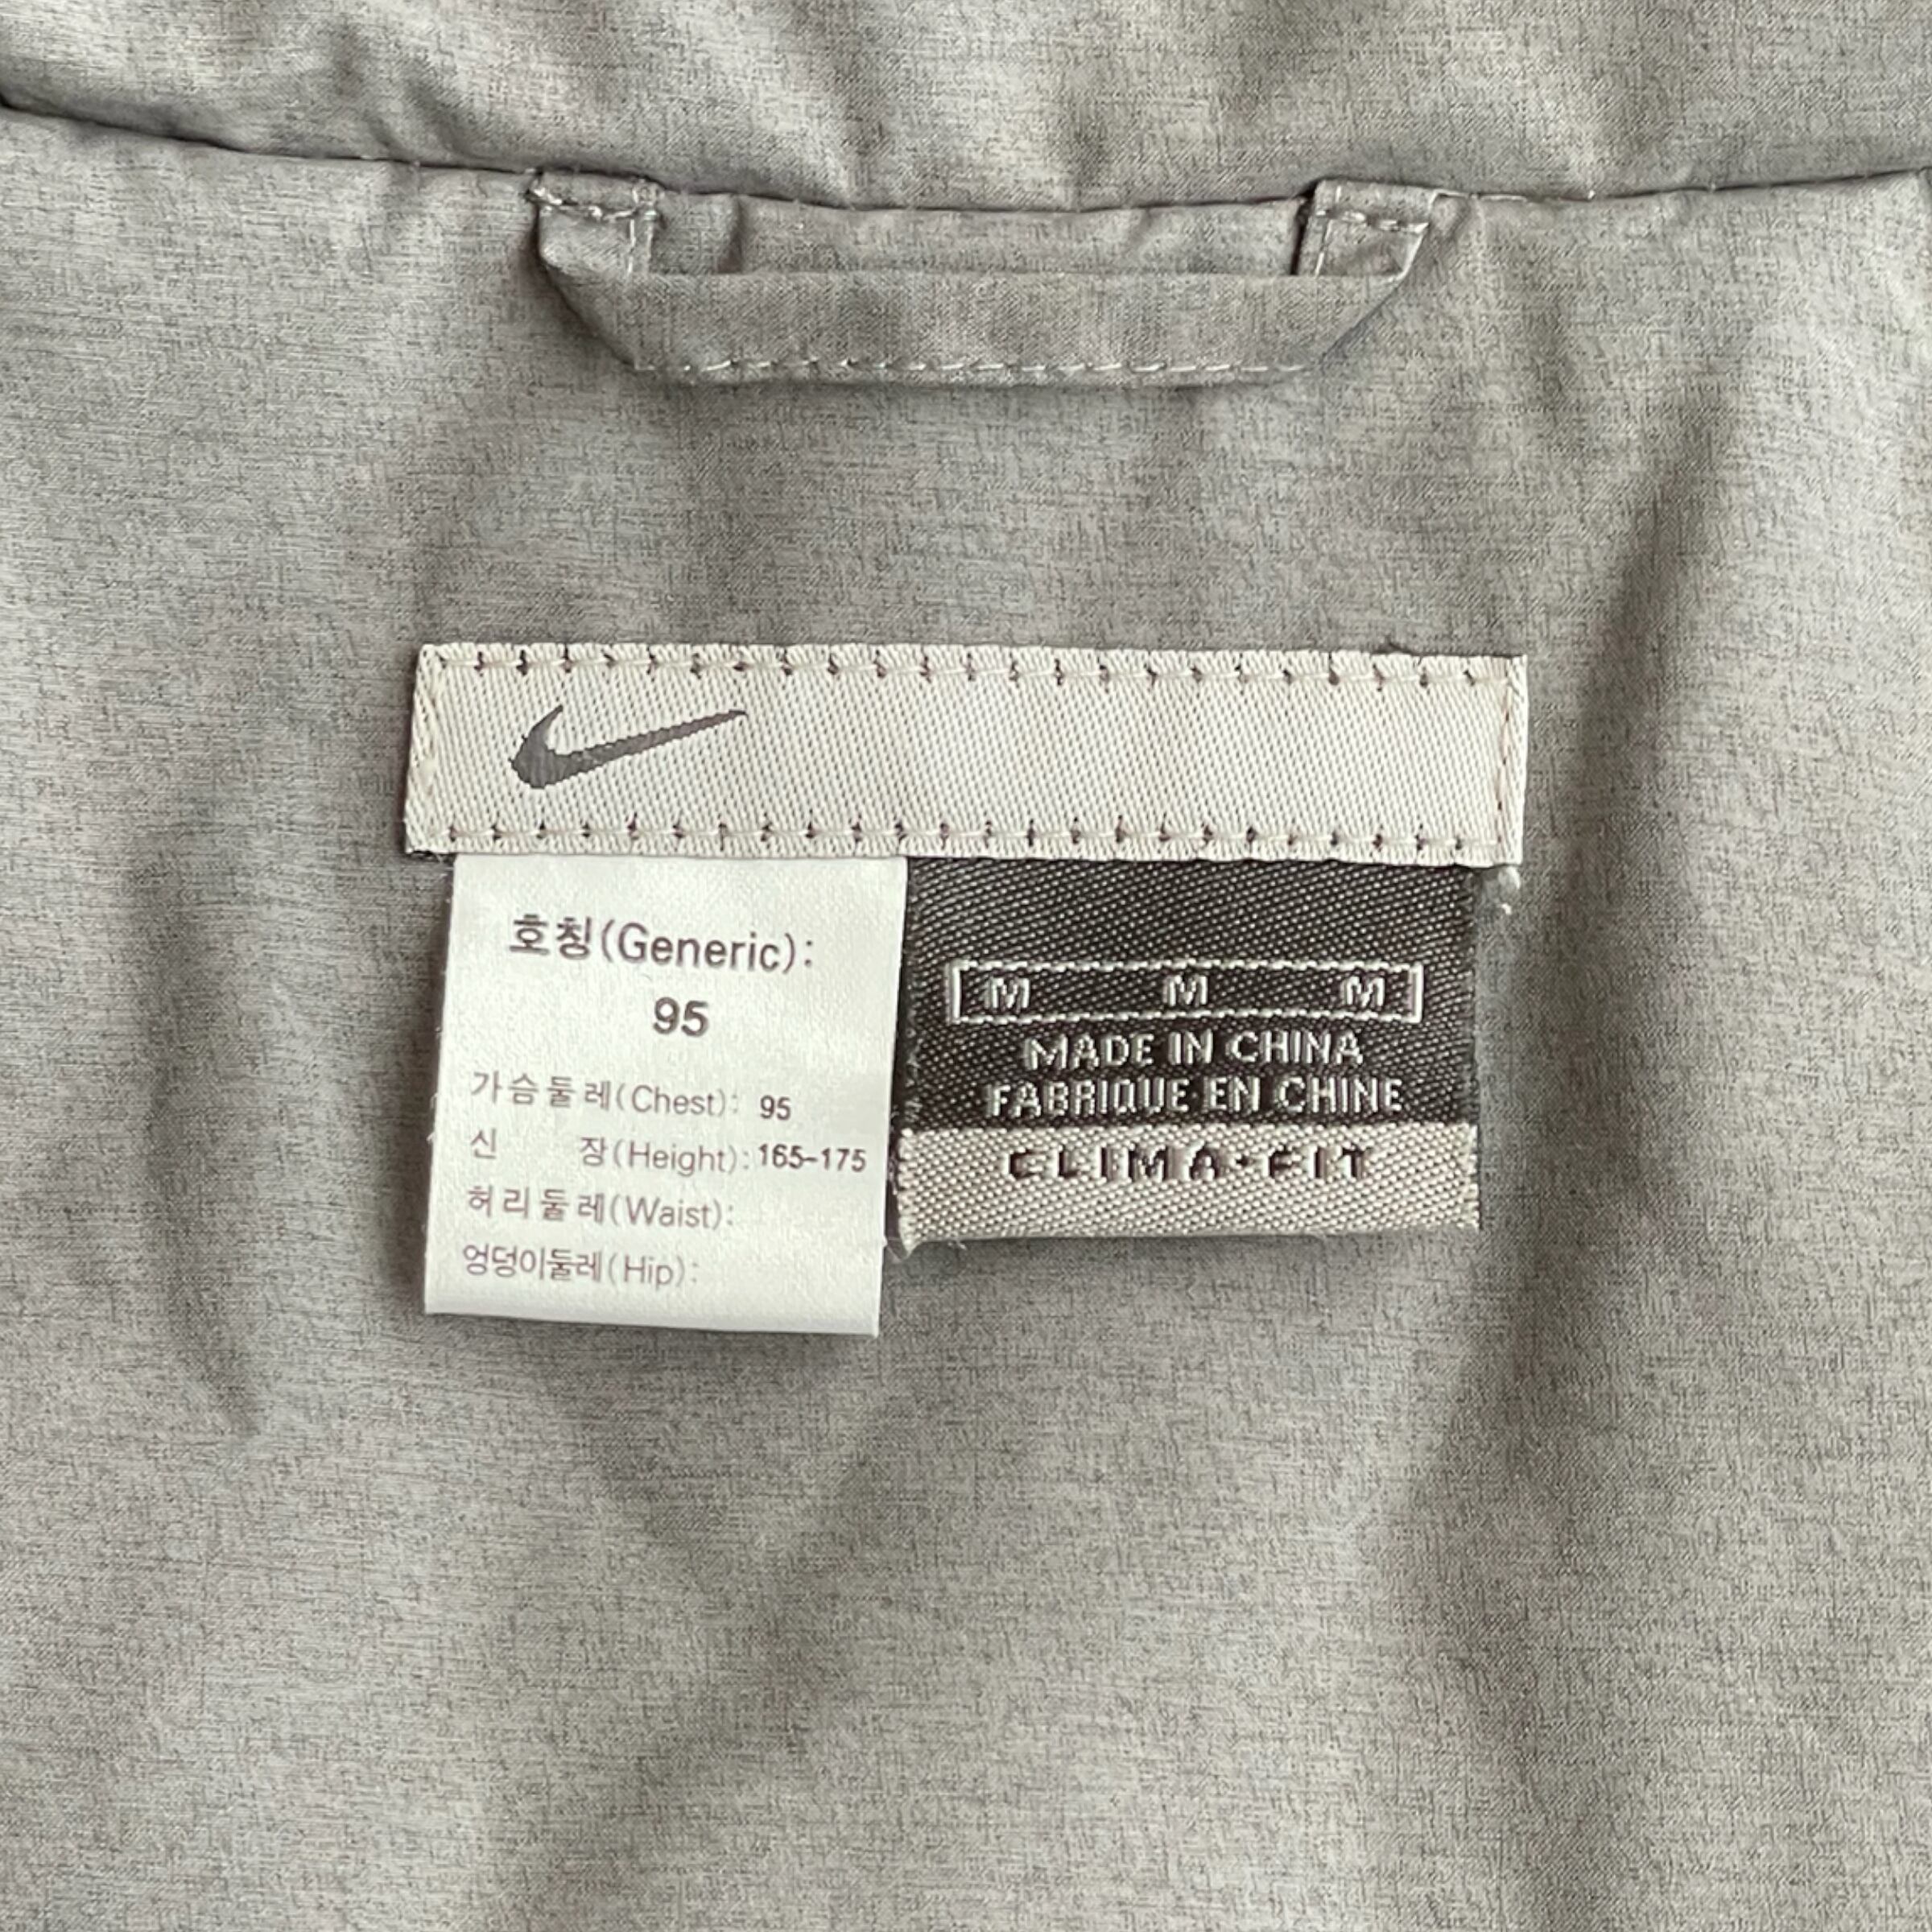 호칭(Generic):
95
가슴둘레(Chest): 95
신 장(Height): 165-175
허리둘레(Waist):
엉덩이둘레(Hip):
M M M
MADE IN CHINA
FABRIQUE EN CHINE
CLIMA·FIT